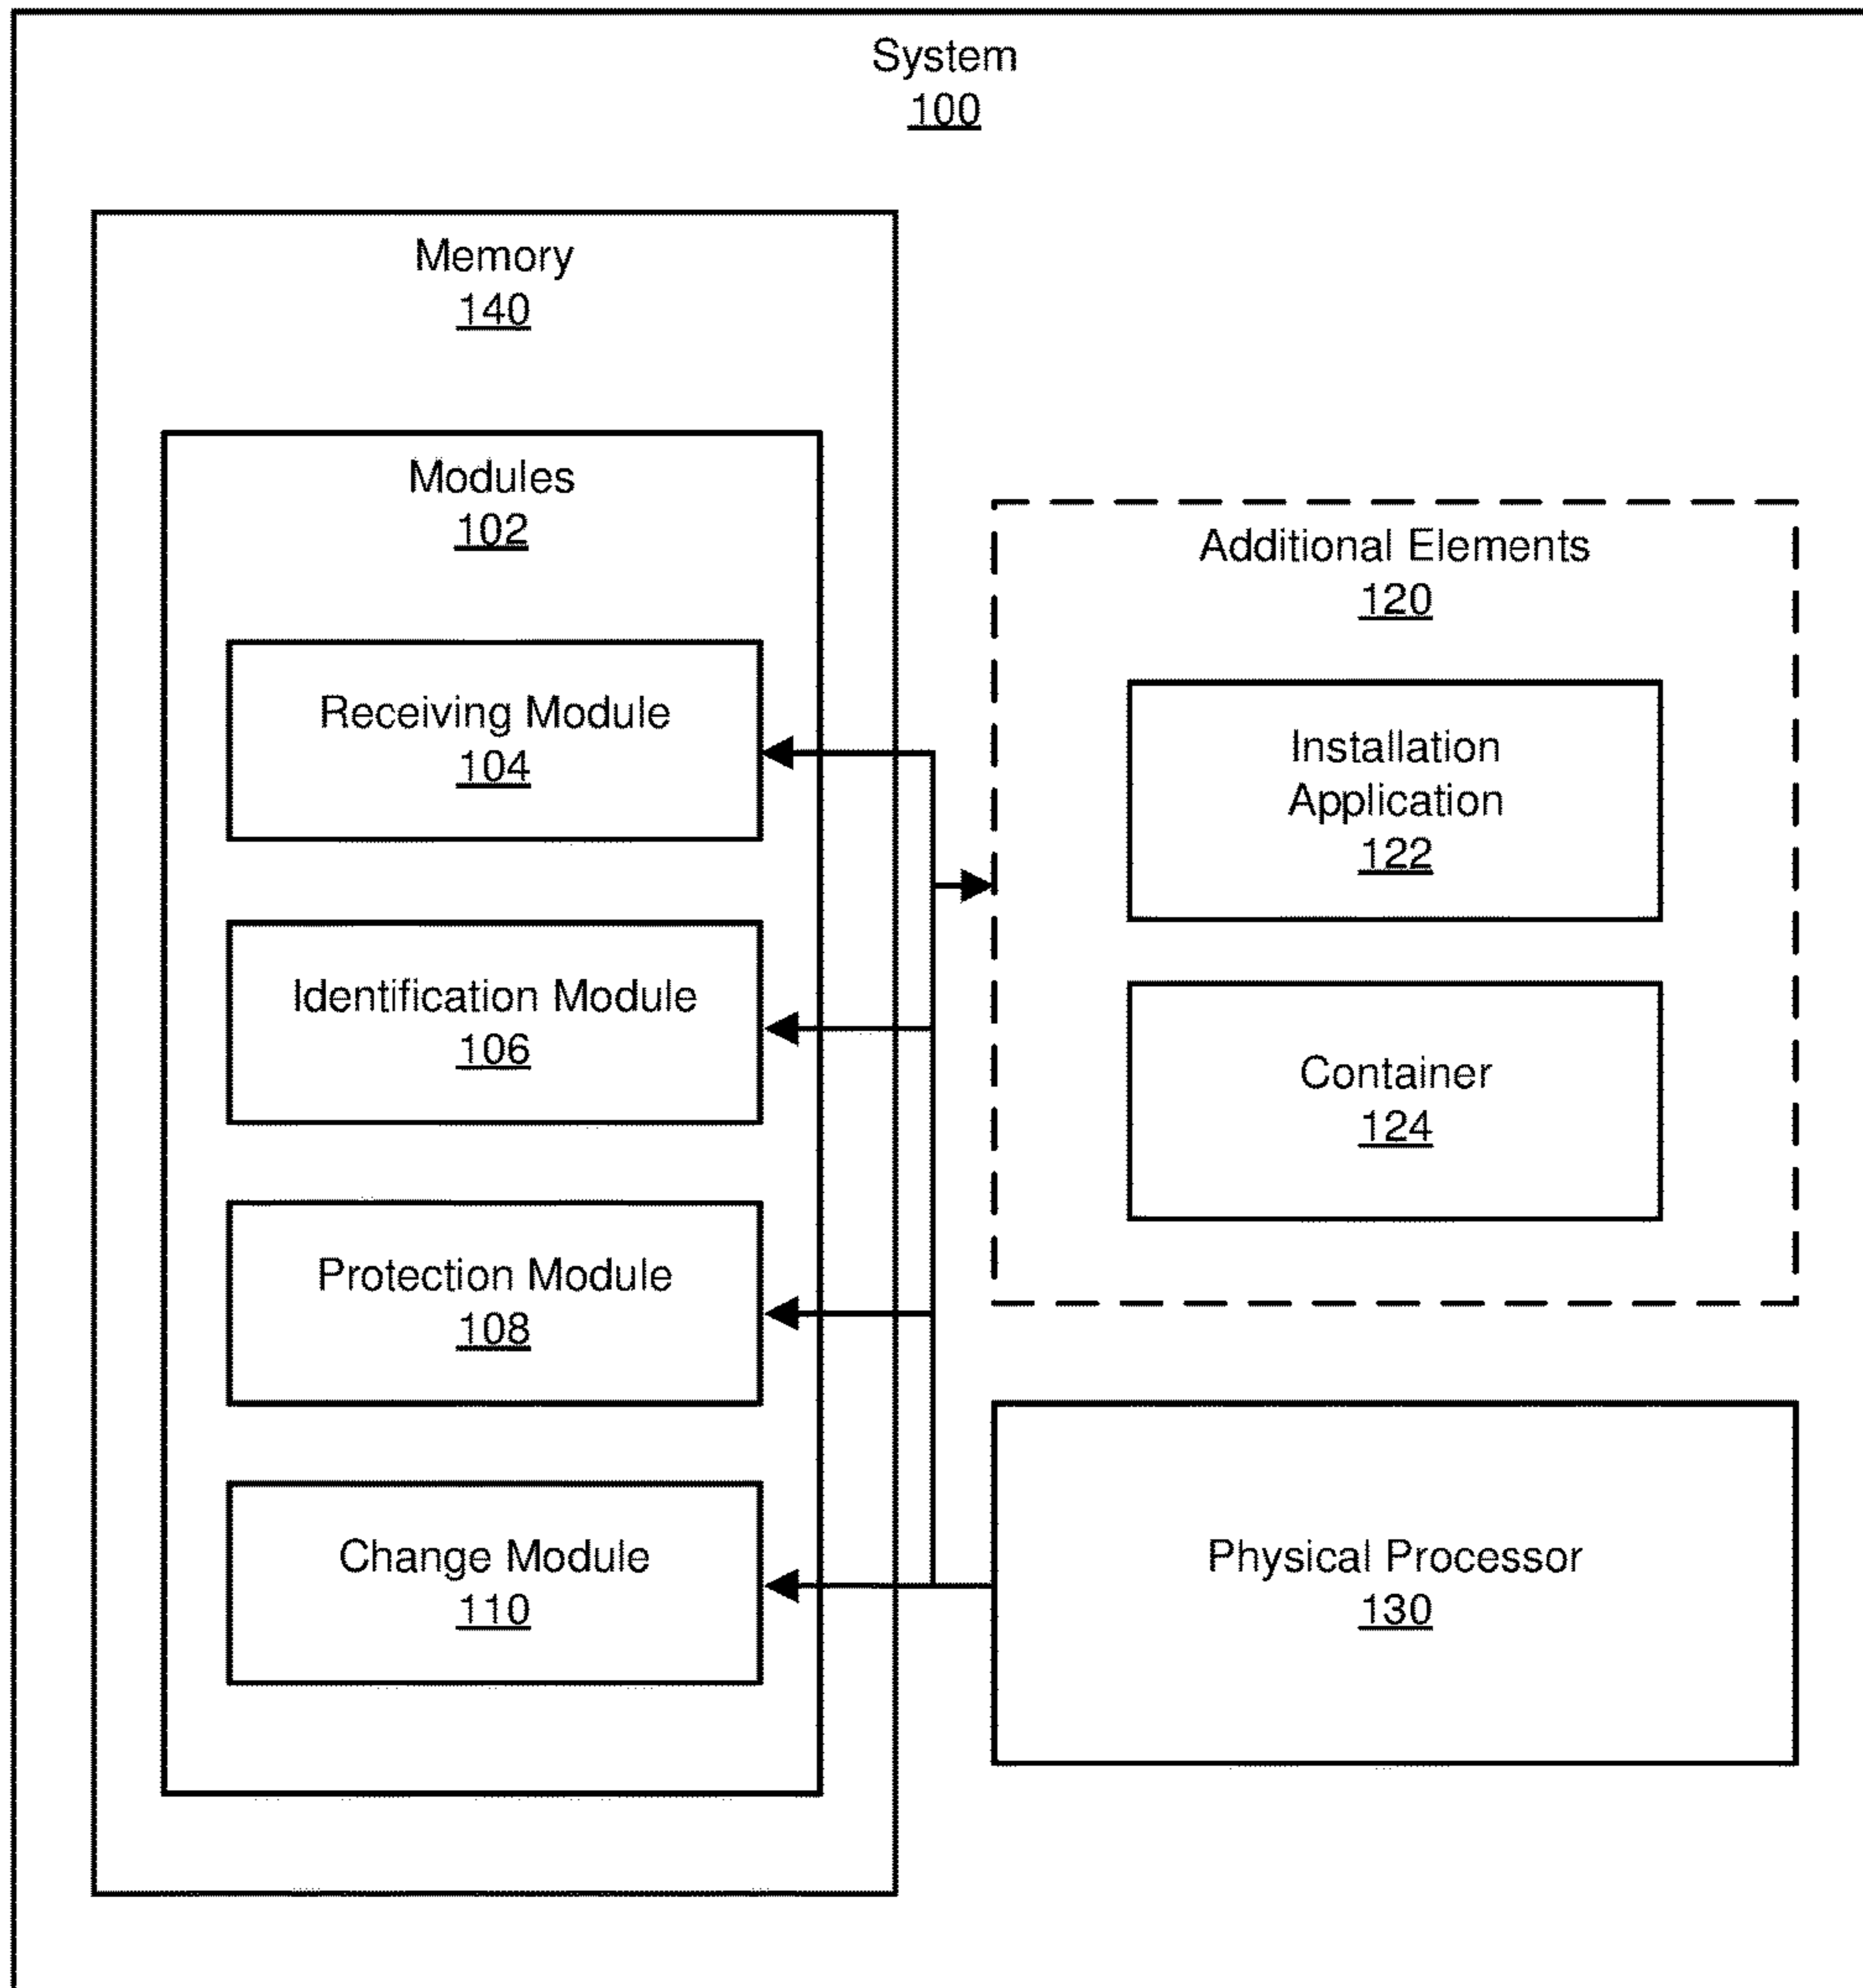 System
100
Memory
140
Modules
102
Receiving Module
104
Identification Module
106
Protection Module
108
Change Module
110
Additional Elements
120
Installation
Application
122
Container
124
Physical Processor
130